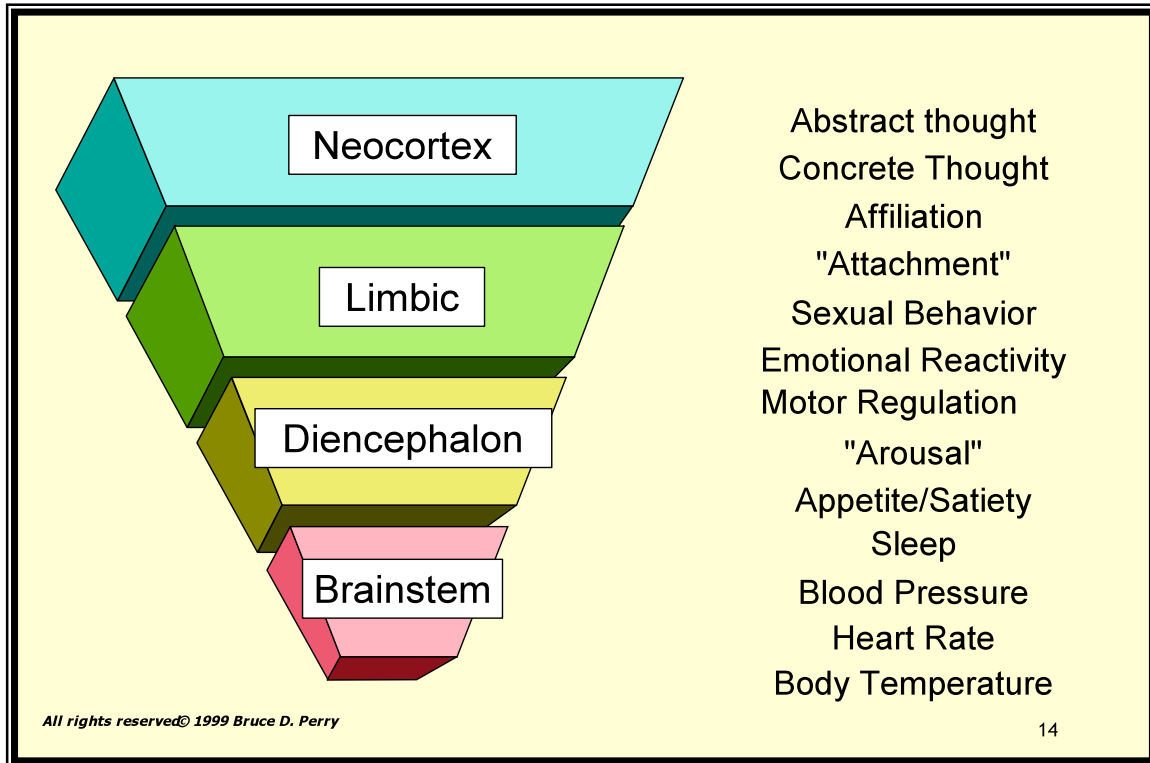 Neocortex
Limbic
Diencephalon
Brainstem
Abstract thought
Concrete Thought
Affiliation
"Attachment"
Sexual Behavior
Emotional Reactivity
Motor Regulation
"Arousal"
Appetite/Satiety
Sleep
Blood Pressure
Heart Rate
Body Temperature
All rights reserved© 1999 Bruce D. Perry
14